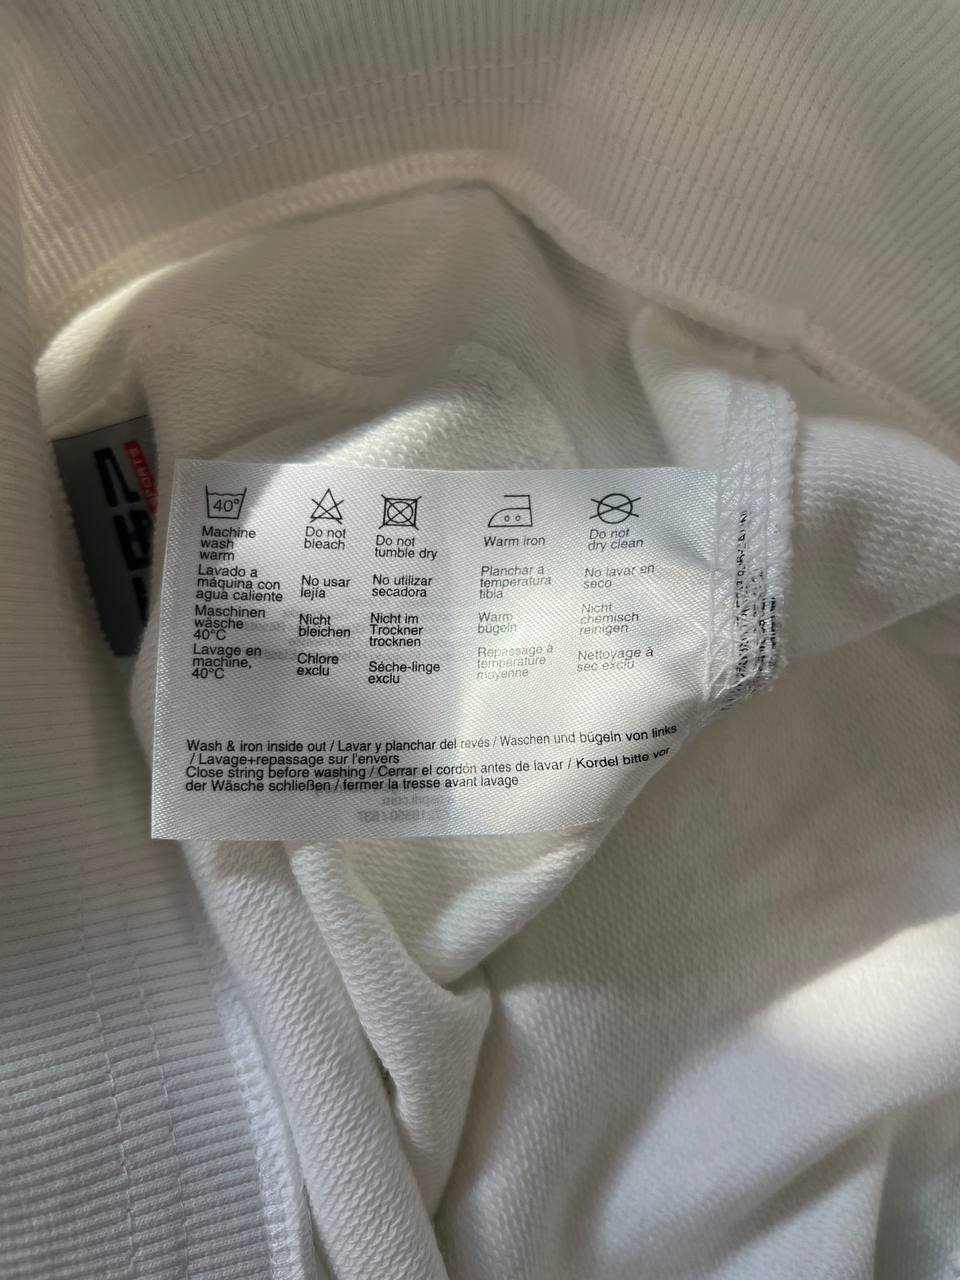 40°
Machine
wash
warm
Lavado a
máquina con
agua caliente
Maschinen
wäsche
40°C
Lavage en
machine,
40°C
Do not
bleach
No usar
lejía
Nicht
bleichen
Chlore
exclu
Do not
tumble dry
No utilizar
secadora
Nicht im
Trockner
trocknen
Séche-linge
exclu
Warm iron
Planchar a
temperatura
tibia
Warm
bügeln
Repassage à
température
moyenne
Do not
dry clean
No lavar en
seco
Nicht
chemisch
reinigen
Nettoyage à
sec exclu
Wash & iron inside out / Lavar y planchar del revés / Waschen und bügeln von links
/ Lavage+repassage sur l'envers
Close string before washing / Cerrar el cordón antes de lavar / Kordel bitte vor
der Wäsche schließen / fermer la tresse avant lavage
SPORTS